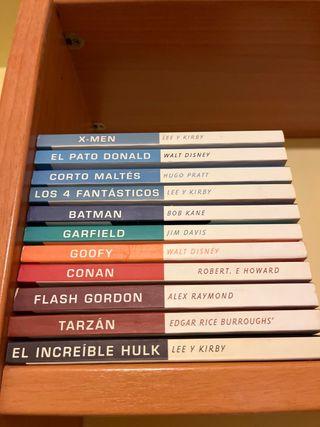 X-MEN LEE Y KIRBY
EL PATO DONALD WALT DISNEY
CORTO MALTÉS HUGO PRATT
LOS 4 FANTÁSTICOS LEE Y KIRBY
BATMAN BOB KANE
GARFIELD JIM DAVIS
GOOFY WALT DISNEY
CONAN ROBERT. E HOWARD
FLASH GORDON ALEX RAYMOND
TARZÁN EDGAR RICE BURROUGHS'
EL INCREÍBLE HULK LEE Y KIRBY